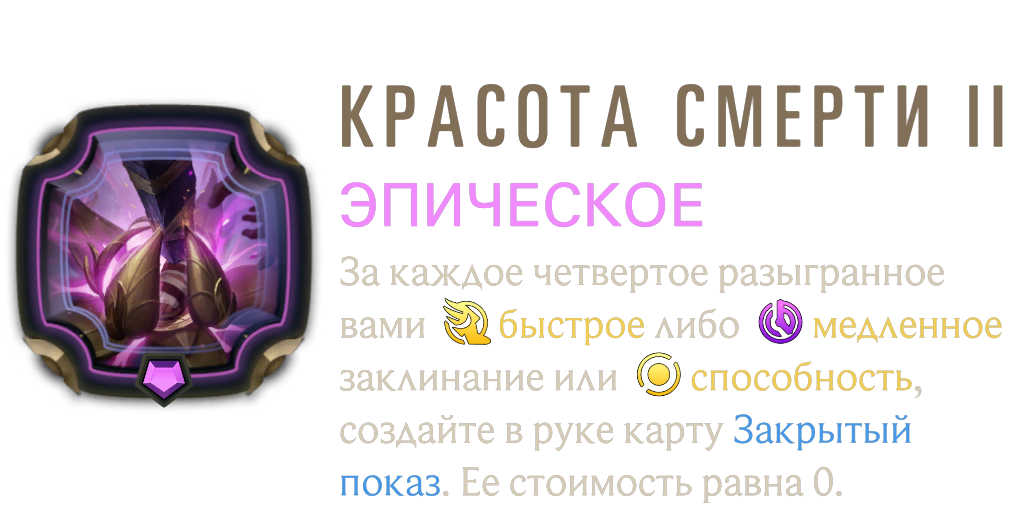 КРАСОТА СМЕРТИ II
ЭПИЧЕСКОЕ
За каждое четвертое разыгранное
вами быстрое либо медленное
заклинание или способность,
создайте в руке карту Закрытый
показ. Ее стоимость равна 0.